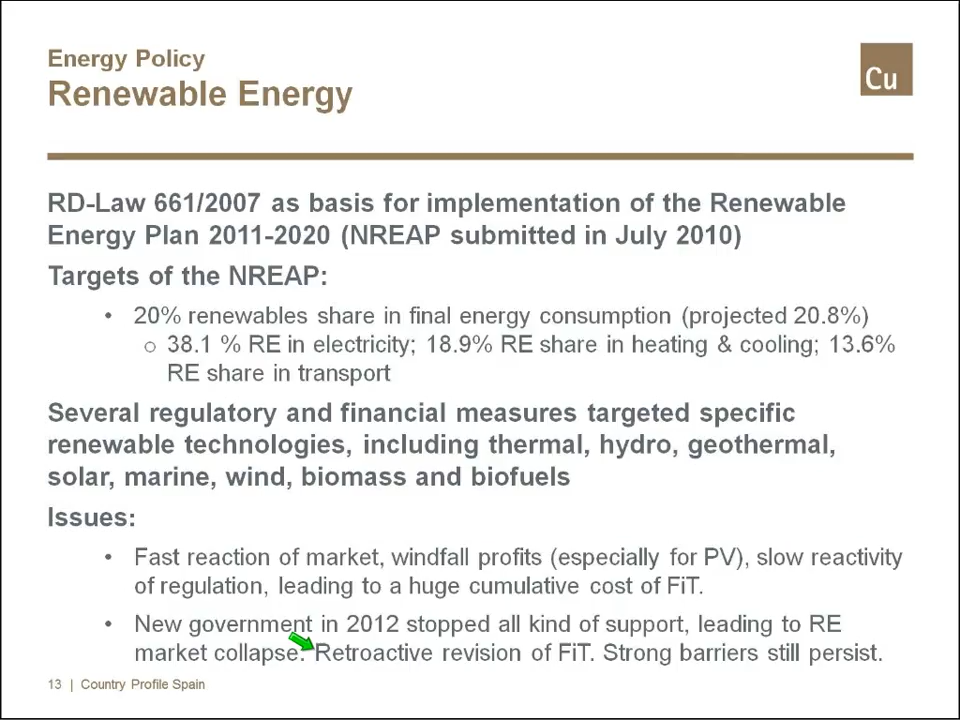 Energy Policy
Renewable Energy
Cu
RD-Law 661/2007 as basis for implementation of the Renewable
Energy Plan 2011-2020 (NREAP submitted in July 2010)
Targets of the NREAP:
• 20% renewables share in final energy consumption (projected 20.8%)
o 38.1 % RE in electricity; 18.9% RE share in heating & cooling; 13.6%
RE share in transport
Several regulatory and financial measures targeted specific
renewable technologies, including thermal, hydro, geothermal,
solar, marine, wind, biomass and biofuels
Issues:
• Fast reaction of market, windfall profits (especially for PV), slow reactivity
of regulation, leading to a huge cumulative cost of FiT.
• New government in 2012 stopped all kind of support, leading to RE
market collapse. Retroactive revision of FiT. Strong barriers still persist.
13 | Country Profile Spain